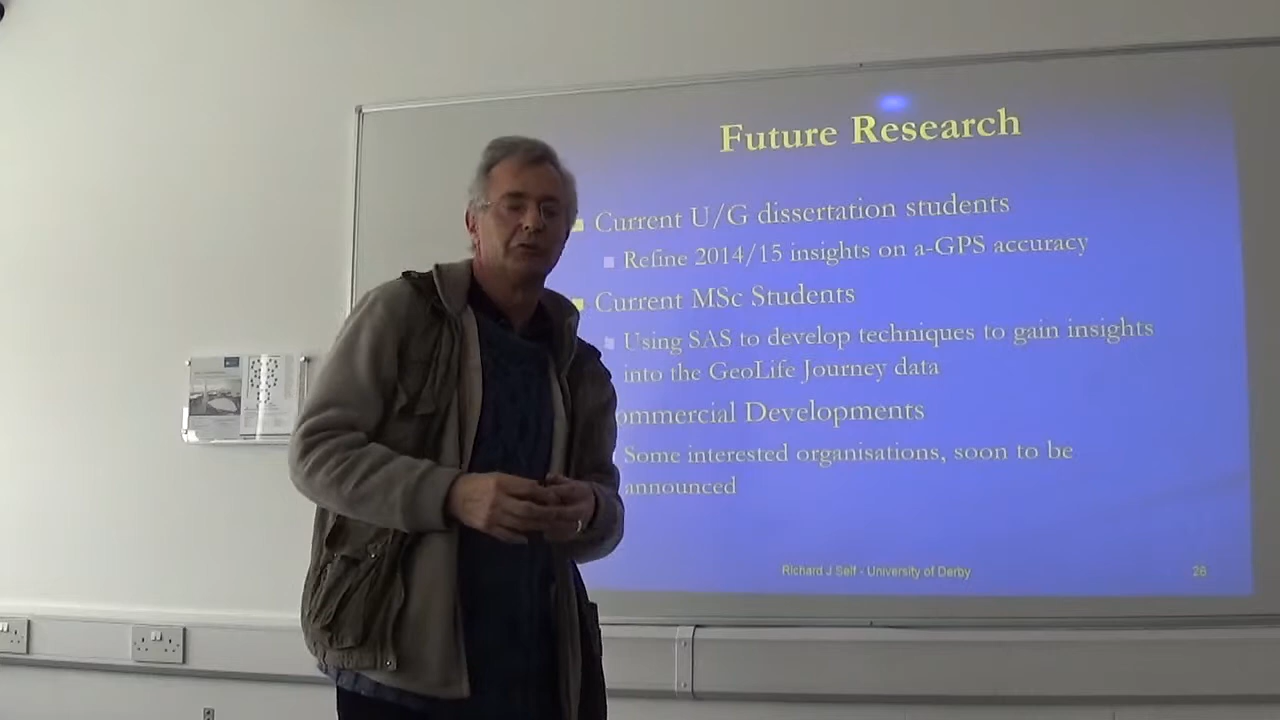 Future Research
Current U/G dissertation students
Refine 2014/15 insights on a-GPS accuracy
Current MSc Students
Using SAS to develop techniques to gain insights
into the GeoLife Journey data
ommercial Developments
Some interested organisations, soon to be
announced
Richard J Self - University of Derby
26